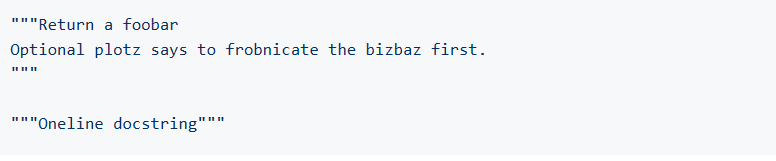 """Return a foobar
Optional plotz says to frobnicate the bizbaz first.
"""
"""Oneline docstring"""